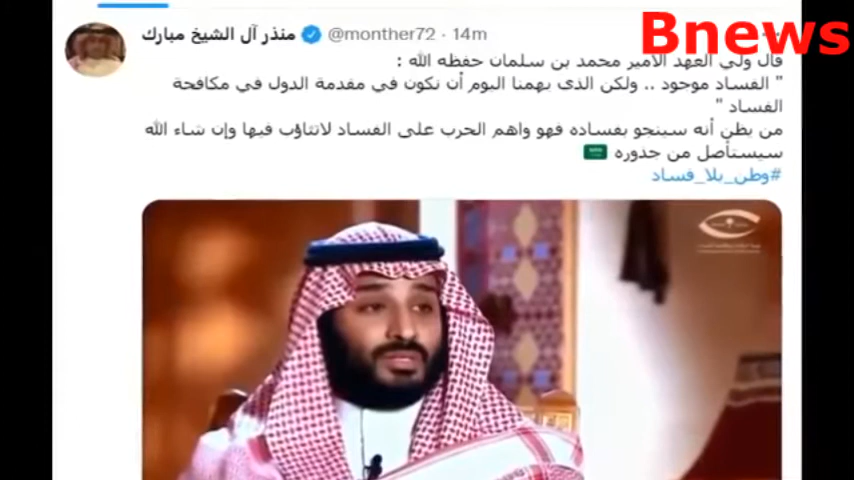 منذر آل الشيخ مبارك @monther72 · 14m
Bnews
قال ولي العهد الأمير محمد بن سلمان حفظه الله :
" الفساد موجود .. ولكن الذي يهمنا اليوم أن نكون في مقدمة الدول في مكافحة
الفساد "
من يظن أنه سينجو بفساده فهو واهم الحرب على الفساد لاتثاؤب فيها وإن شاء الله
سيستأصل من جذوره
#وطن_بلا_فساد